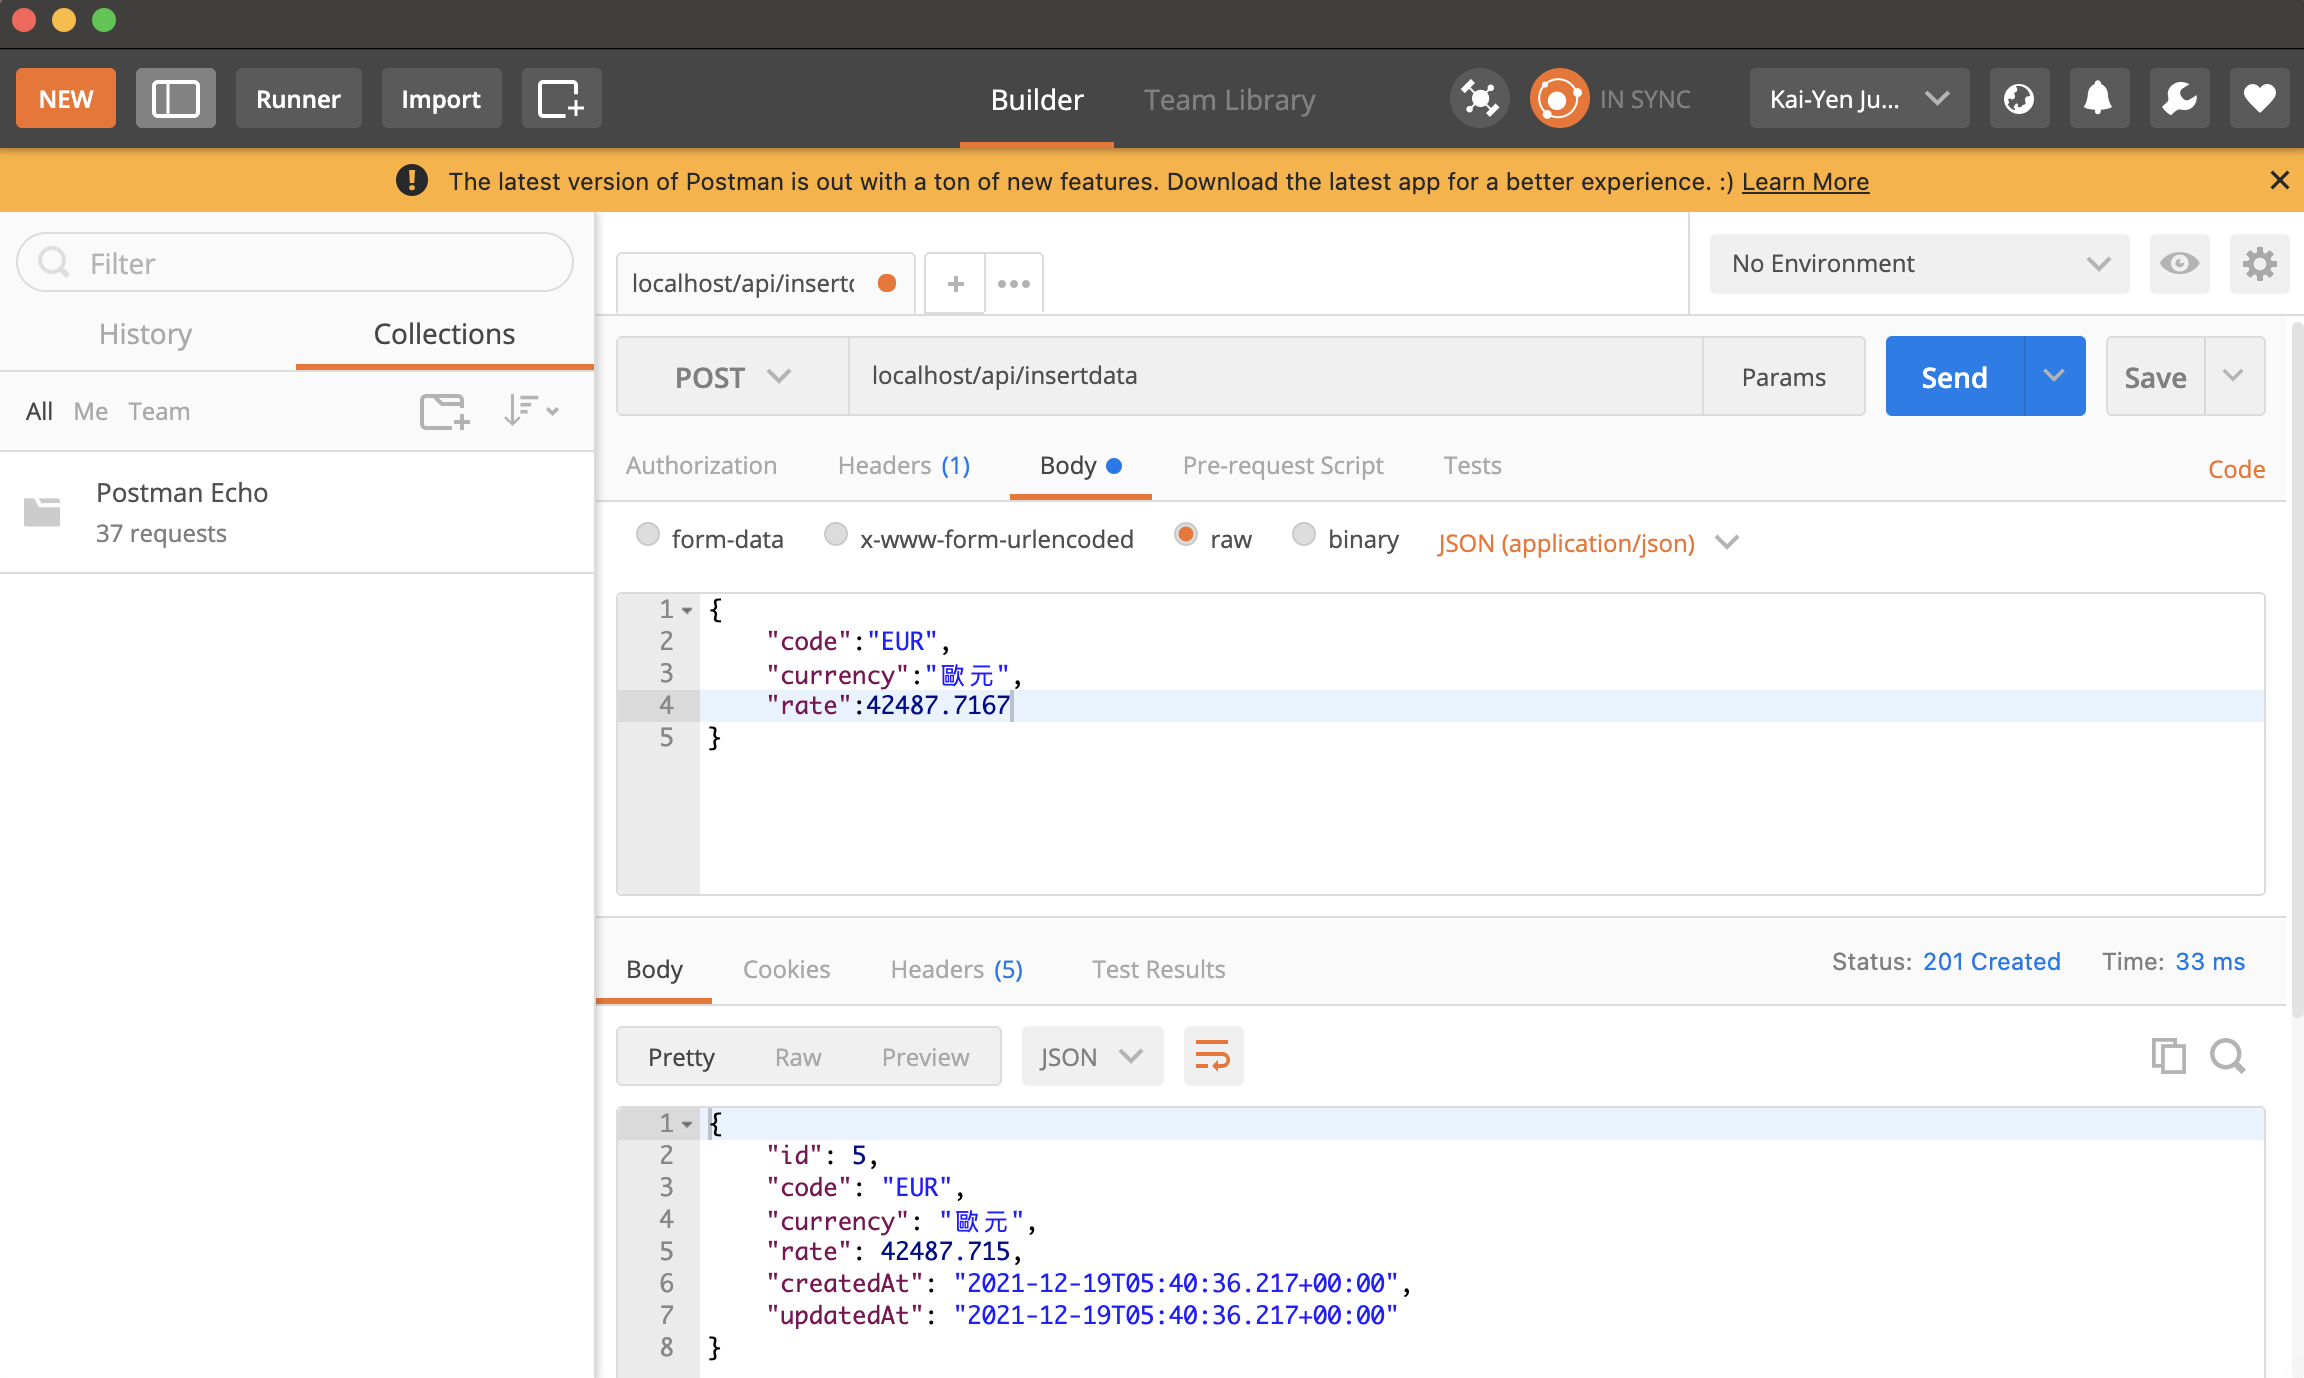 NEW Runner Import Builder Team Library IN SYNC Kai-Yen Ju...
The latest version of Postman is out with a ton of new features. Download the latest app for a better experience. :) Learn More
Filter
History Collections
All Me Team
Postman Echo
37 requests
localhost/api/insertd
No Environment
POST localhost/api/insertdata Params Send Save
Authorization Headers (1) Body Pre-request Script Tests Code
form-data x-www-form-urlencoded raw binary JSON (application/json)
1 {
2 "code":"EUR",
3 "currency":"歐元",
4 "rate":42487.7167
5 }
Body Cookies Headers (5) Test Results Status: 201 Created Time: 33 ms
Pretty Raw Preview JSON
1 {
2 "id": 5,
3 "code": "EUR",
4 "currency": "歐元",
5 "rate": 42487.715,
6 "createdAt": "2021-12-19T05:40:36.217+00:00",
7 "updatedAt": "2021-12-19T05:40:36.217+00:00"
8 }